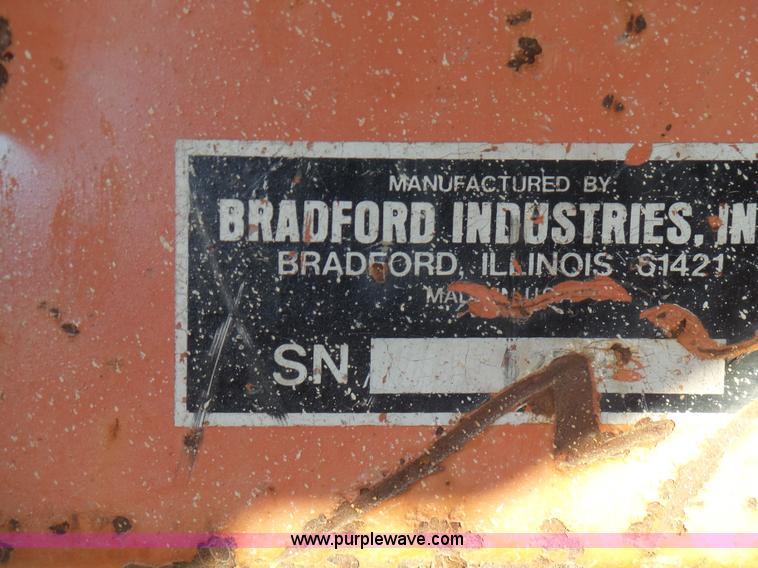 MANUFACTURED BY:
BRADFORD INDUSTRIES, IN
BRADFORD, ILLINOIS 61421
SN
www.purplewave.com